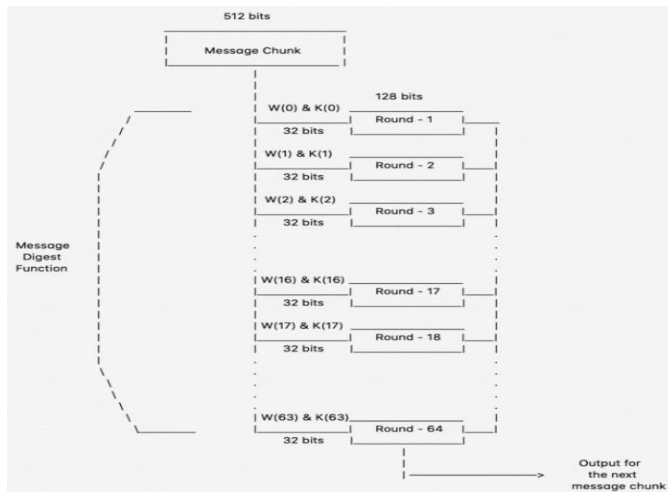 512 bits
Message Chunk
128 bits
W(0) & K(0)
Round - 1
32 bits
W(1) & K(1)
Round - 2
32 bits
W(2) & K(2)
Round - 3
32 bits
Message
Digest
Function
W(16) & K(16)
Round - 17
32 bits
W(17) & K(17)
Round - 18
32 bits
W(63) & K(63)
Round - 64
32 bits
Output for
the next
message chunk